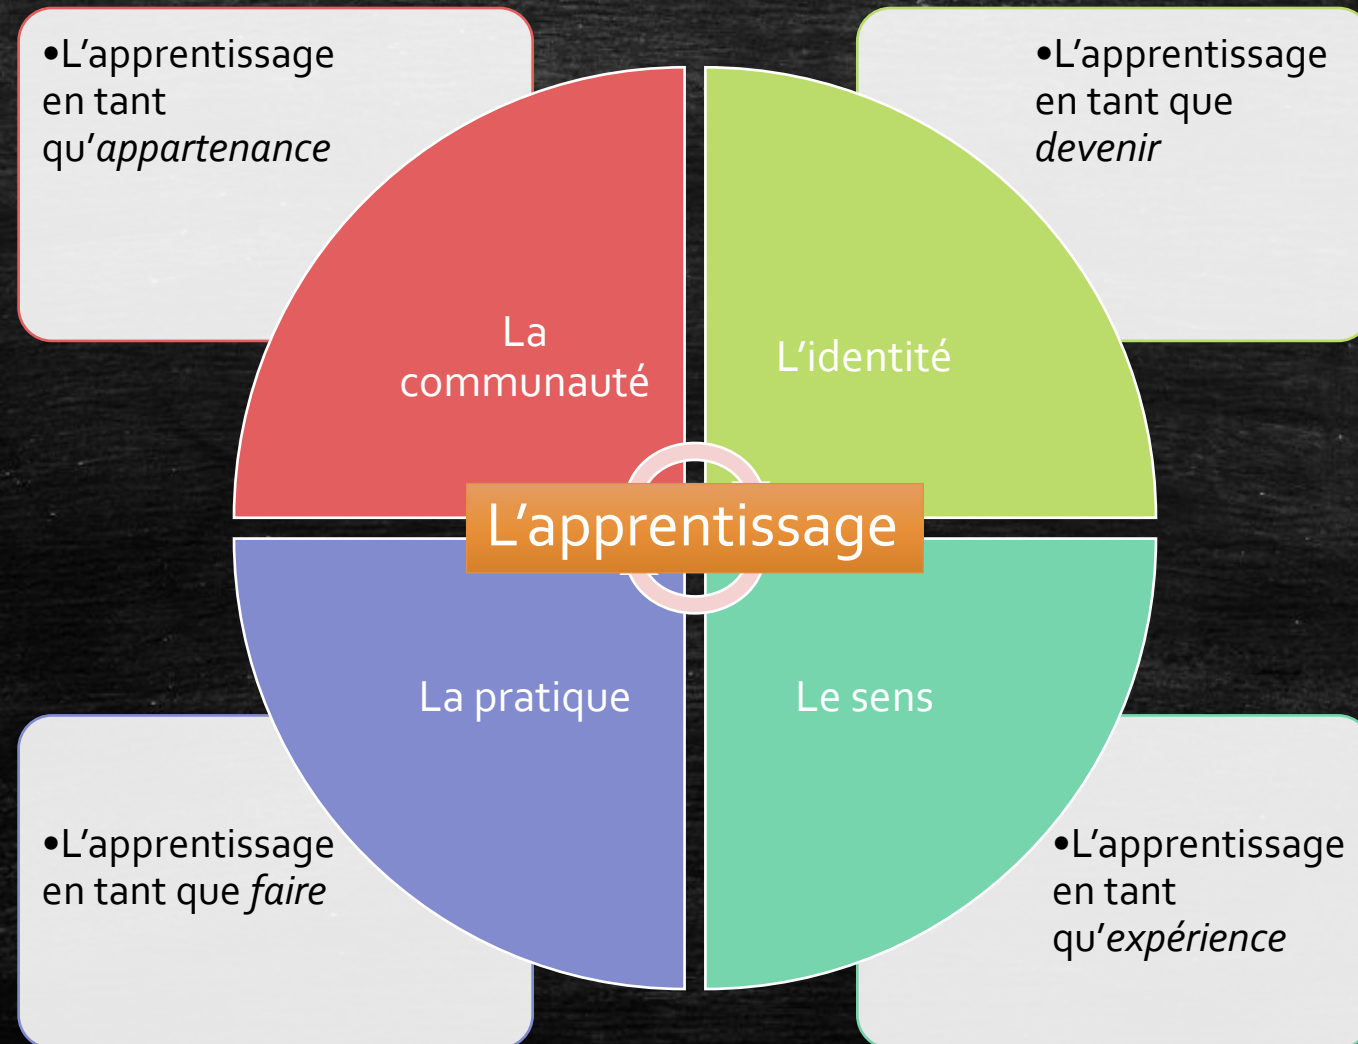 •L’apprentissage
en tant
qu’appartenance
•L’apprentissage
en tant que
devenir
La
communauté
L’identité
L’apprentissage
La pratique
Le sens
•L’apprentissage
en tant que faire
•L’apprentissage
en tant
qu’expérience